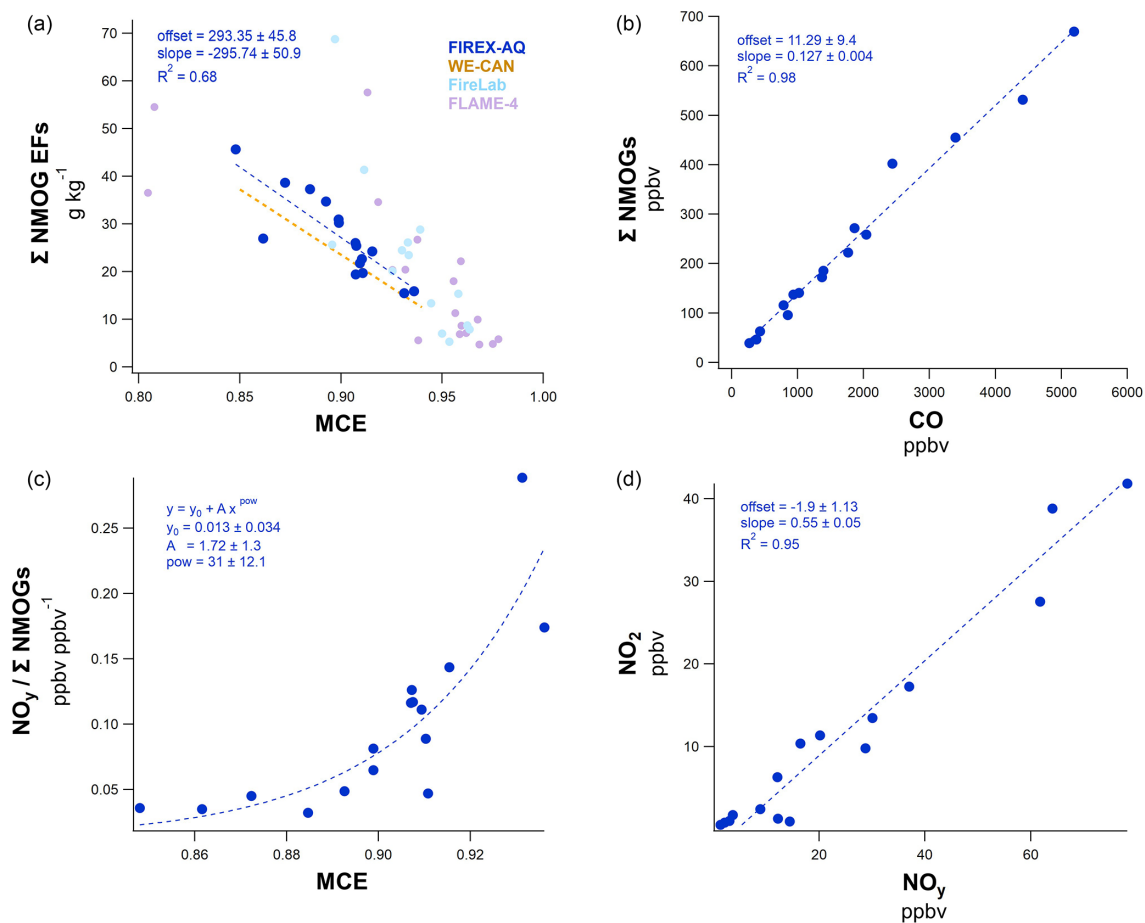 (a)
offset = 293.35 ± 45.8
slope = -295.74 ± 50.9
R² = 0.68
FIREX-AQ
WE-CAN
FireLab
FLAME-4
70
60
50
40
30
20
10
0
Σ NMOG EFs
g kg⁻¹
0.80 0.85 0.90 0.95 1.00
MCE
(b)
offset = 11.29 ± 9.4
slope = 0.127 ± 0.004
R² = 0.98
700
600
500
400
300
200
100
0
Σ NMOGs
ppbv
0 1000 2000 3000 4000 5000 6000
CO
ppbv
(c)
y = y₀ + A x ᵖᵒʷ
y₀ = 0.013 ± 0.034
A = 1.72 ± 1.3
pow = 31 ± 12.1
0.25
0.20
0.15
0.10
0.05
NOy / Σ NMOGs
ppbv ppbv⁻¹
0.86 0.88 0.90 0.92
MCE
(d)
offset = -1.9 ± 1.13
slope = 0.55 ± 0.05
R² = 0.95
40
30
20
10
NO₂
ppbv
20 40 60
NOy
ppbv